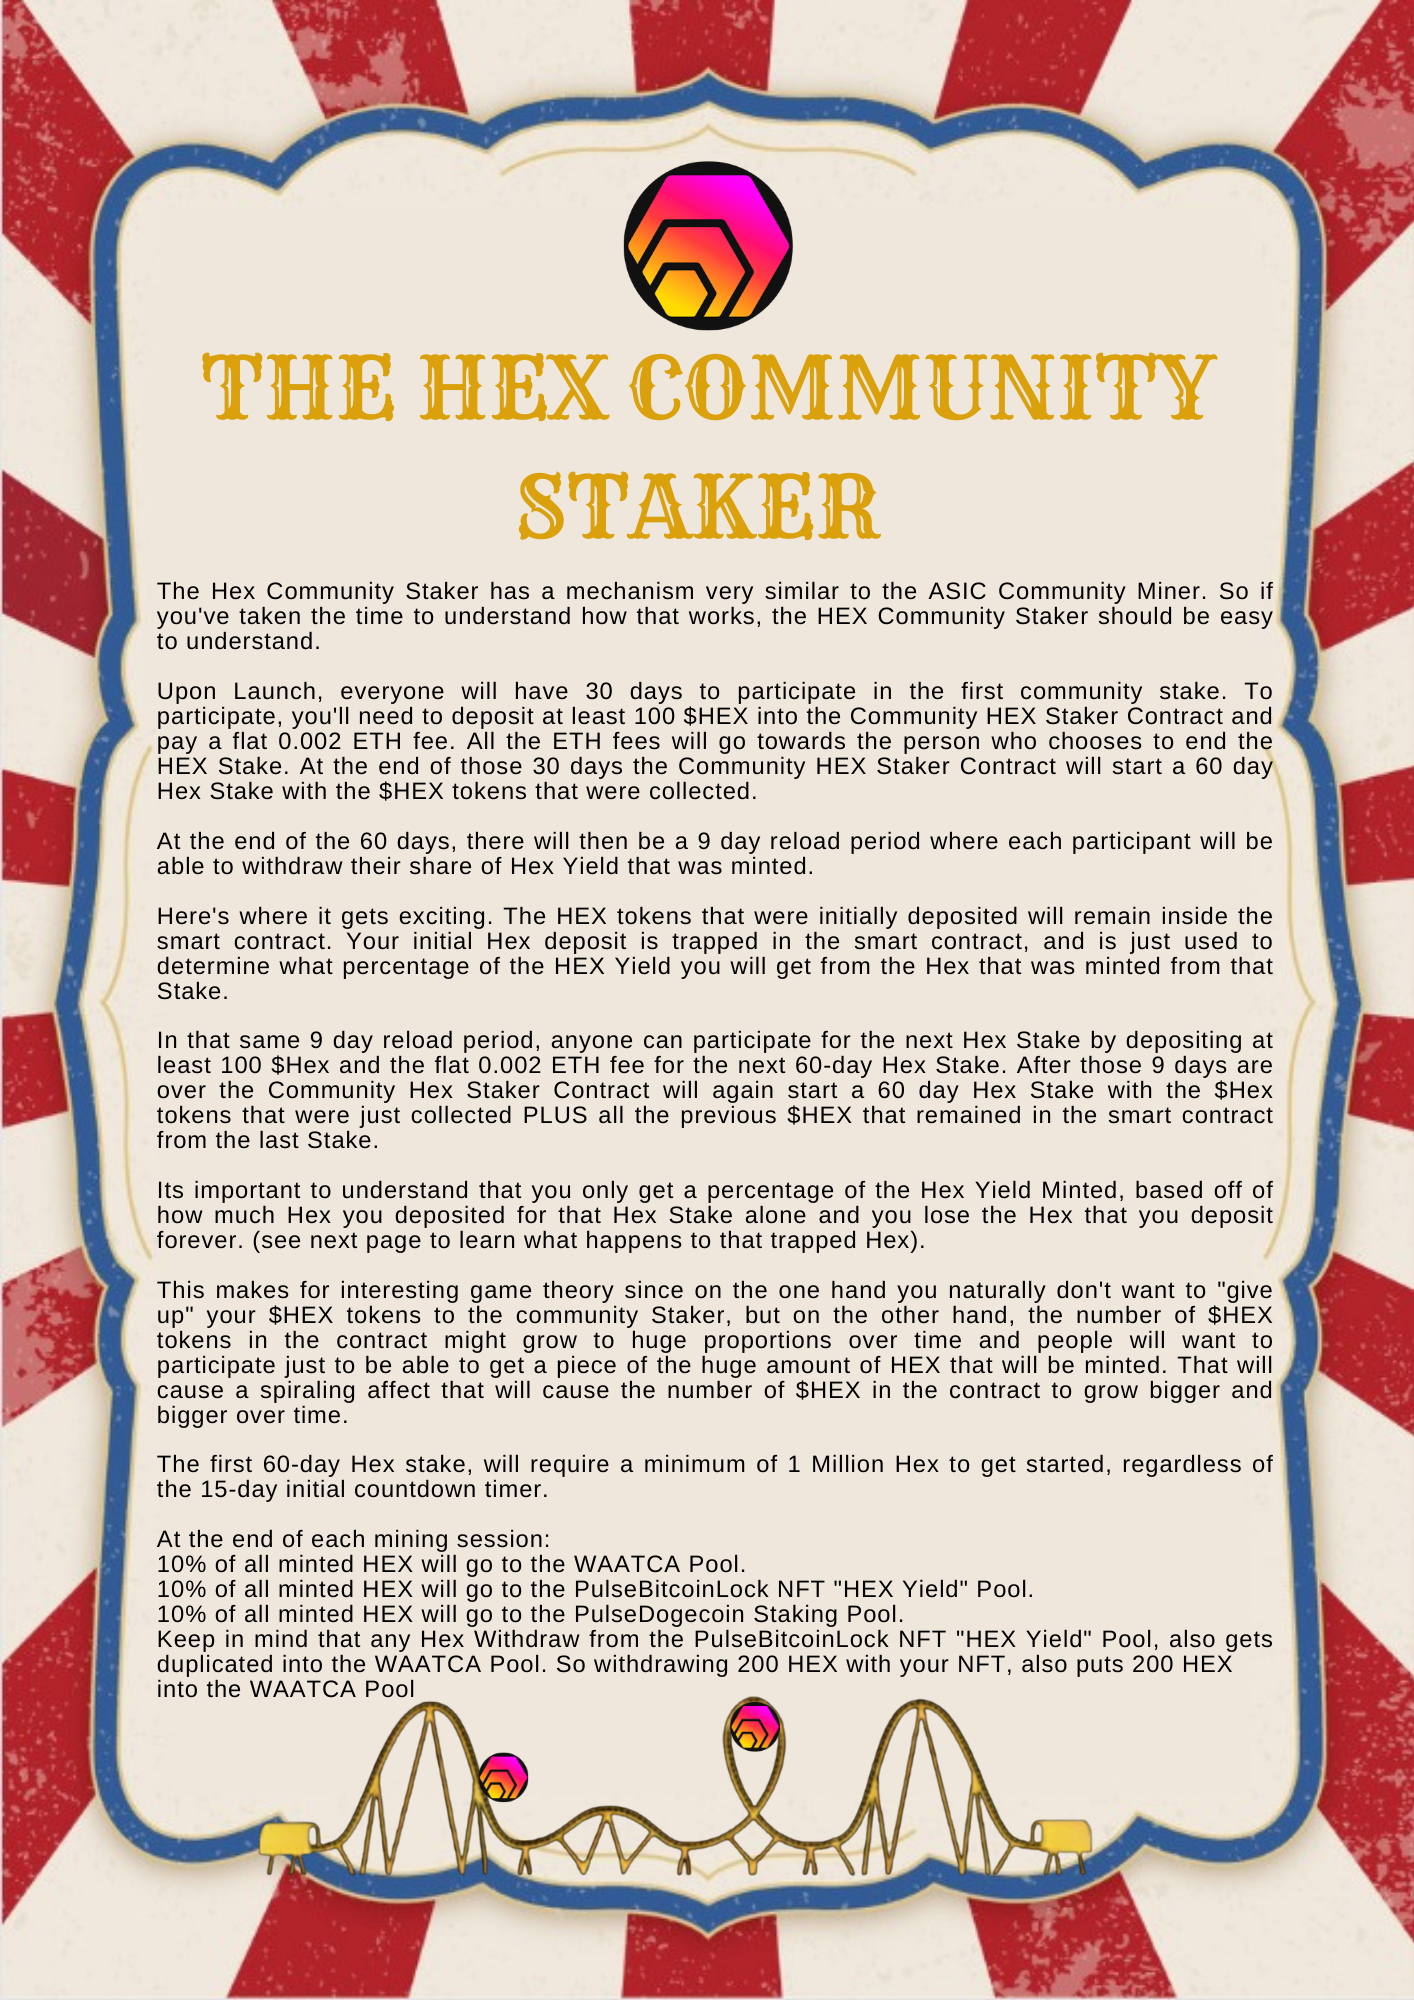 THE HEX COMMUNITY
STAKER
The Hex Community Staker has a mechanism very similar to the ASIC Community Miner. So if
you've taken the time to understand how that works, the HEX Community Staker should be easy
to understand.
Upon Launch, everyone will have 30 days to participate in the first community stake. To
participate, you'll need to deposit at least 100 $HEX into the Community HEX Staker Contract and
pay a flat 0.002 ETH fee. All the ETH fees will go towards the person who chooses to end the
HEX Stake. At the end of those 30 days the Community HEX Staker Contract will start a 60 day
Hex Stake with the $HEX tokens that were collected.
At the end of the 60 days, there will then be a 9 day reload period where each participant will be
able to withdraw their share of Hex Yield that was minted.
Here's where it gets exciting. The HEX tokens that were initially deposited will remain inside the
smart contract. Your initial Hex deposit is trapped in the smart contract, and is just used to
determine what percentage of the HEX Yield you will get from the Hex that was minted from that
Stake.
In that same 9 day reload period, anyone can participate for the next Hex Stake by depositing at
least 100 $Hex and the flat 0.002 ETH fee for the next 60-day Hex Stake. After those 9 days are
over the Community Hex Staker Contract will again start a 60 day Hex Stake with the $Hex
tokens that were just collected PLUS all the previous $HEX that remained in the smart contract
from the last Stake.
Its important to understand that you only get a percentage of the Hex Yield Minted, based off of
how much Hex you deposited for that Hex Stake alone and you lose the Hex that you deposit
forever. (see next page to learn what happens to that trapped Hex).
This makes for interesting game theory since on the one hand you naturally don't want to "give
up" your $HEX tokens to the community Staker, but on the other hand, the number of $HEX
tokens in the contract might grow to huge proportions over time and people will want to
participate just to be able to get a piece of the huge amount of HEX that will be minted. That will
cause a spiraling affect that will cause the number of $HEX in the contract to grow bigger and
bigger over time.
The first 60-day Hex stake, will require a minimum of 1 Million Hex to get started, regardless of
the 15-day initial countdown timer.
At the end of each mining session:
10% of all minted HEX will go to the WAATCA Pool.
10% of all minted HEX will go to the PulseBitcoinLock NFT "HEX Yield" Pool.
10% of all minted HEX will go to the PulseDogecoin Staking Pool.
Keep in mind that any Hex Withdraw from the PulseBitcoinLock NFT "HEX Yield" Pool, also gets
duplicated into the WAATCA Pool. So withdrawing 200 HEX with your NFT, also puts 200 HEX
into the WAATCA Pool